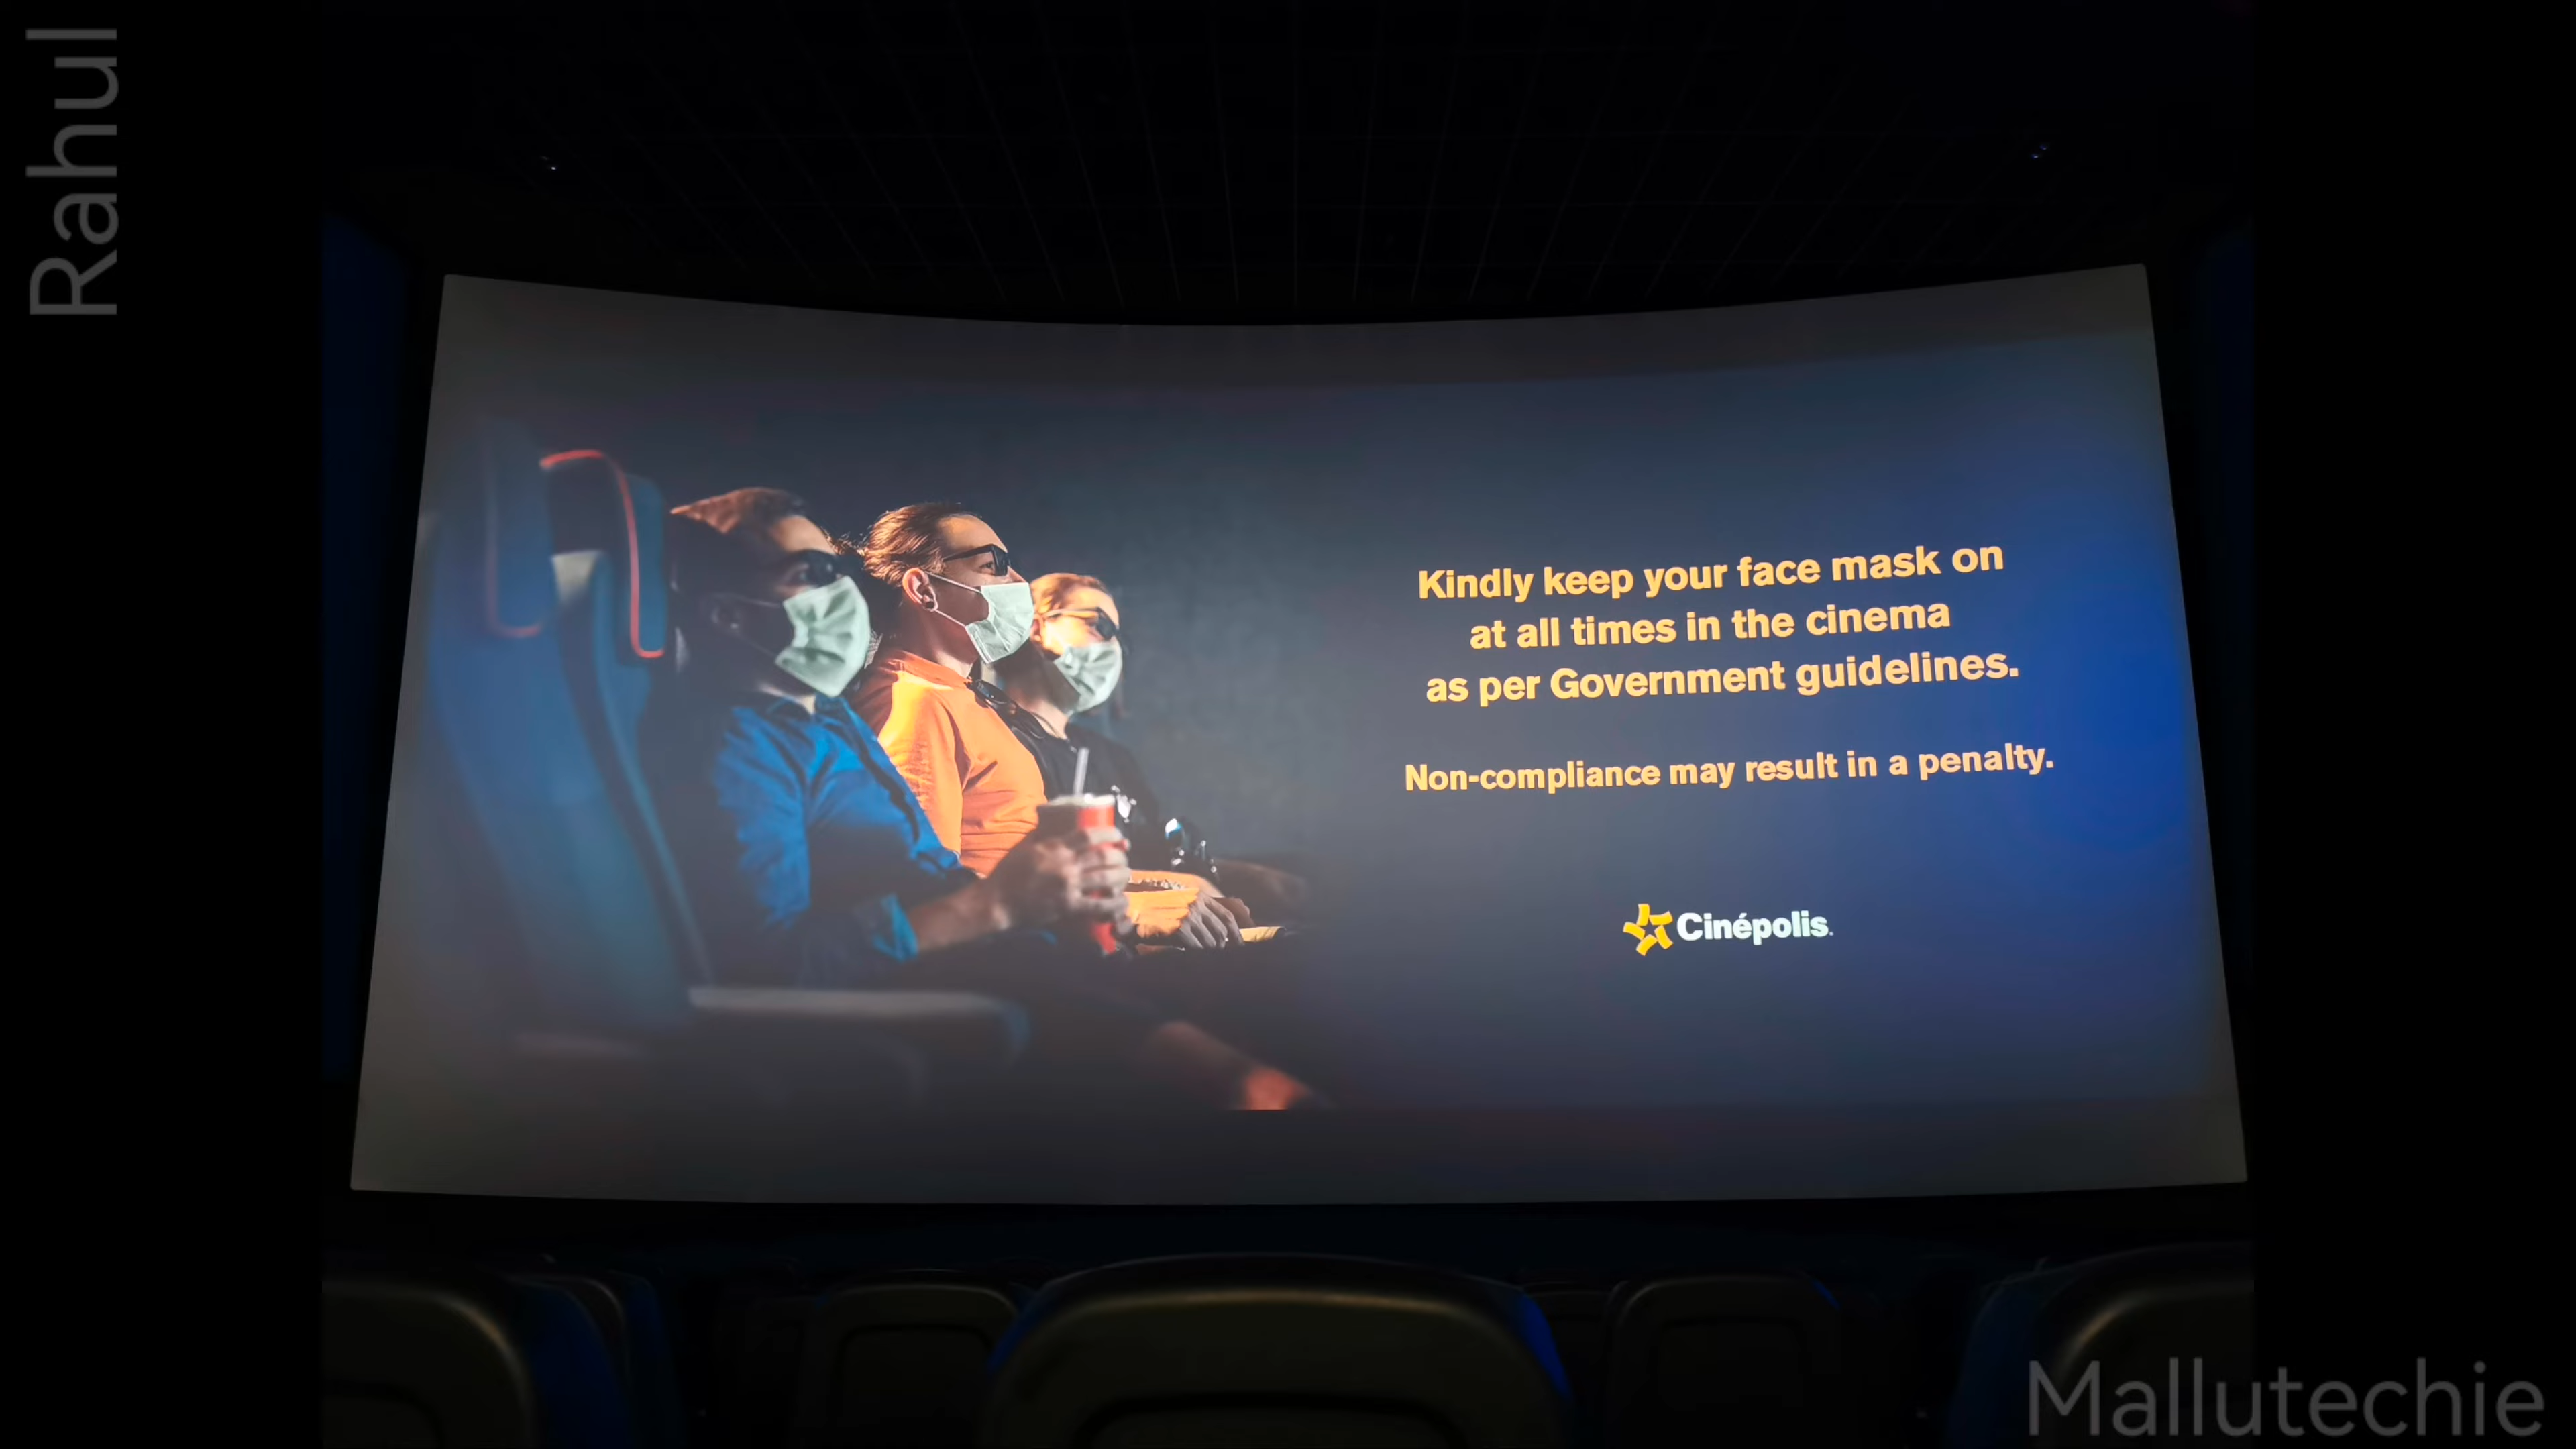 Rahul
Kindly keep your face mask on
at all times in the cinema
as per Government guidelines.
Non-compliance may result in a penalty.
Cinépolis.
Mallutechie